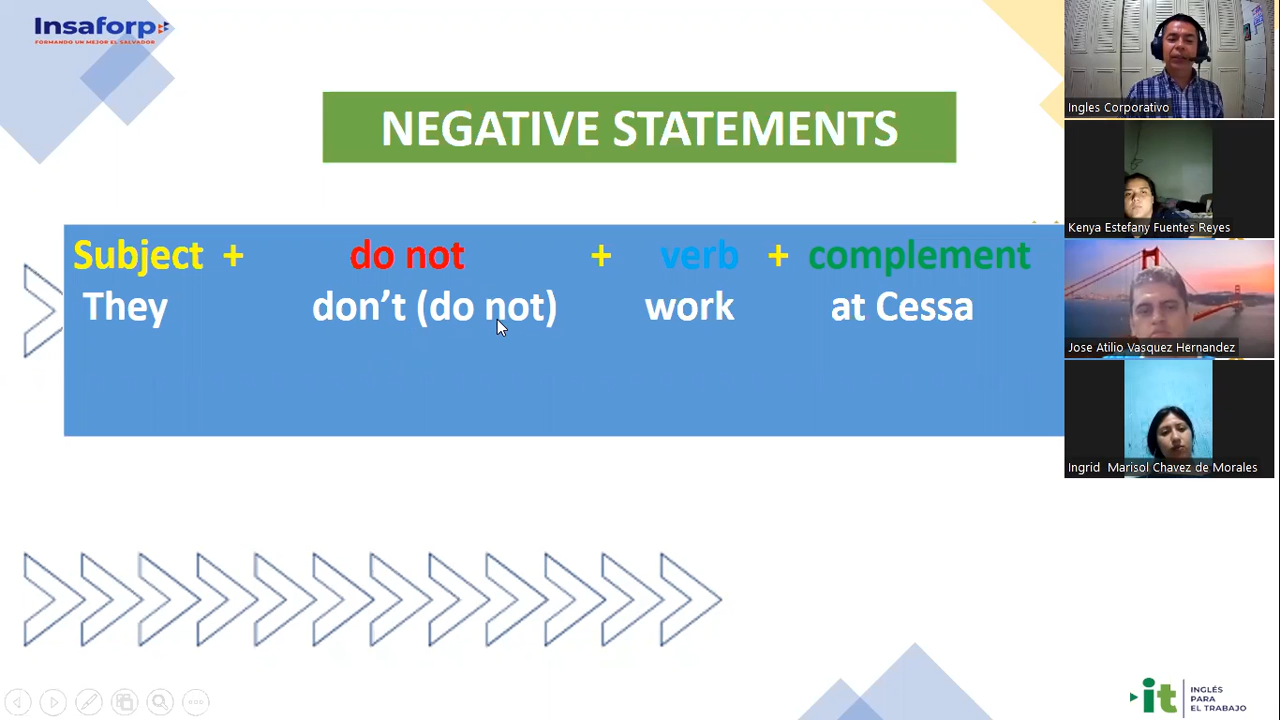 Insaforp
FORMANDO UN MEJOR EL SALVADOR
NEGATIVE STATEMENTS
Subject + do not + verb + complement
They don't (do not) work at Cessa
Ingles Corporativo
Kenya Estefany Fuentes Reyes
Jose Atilio Vasquez Hernandez
Ingrid Marisol Chavez de Morales
it
INGLÉS
PARA
EL TRABAJO